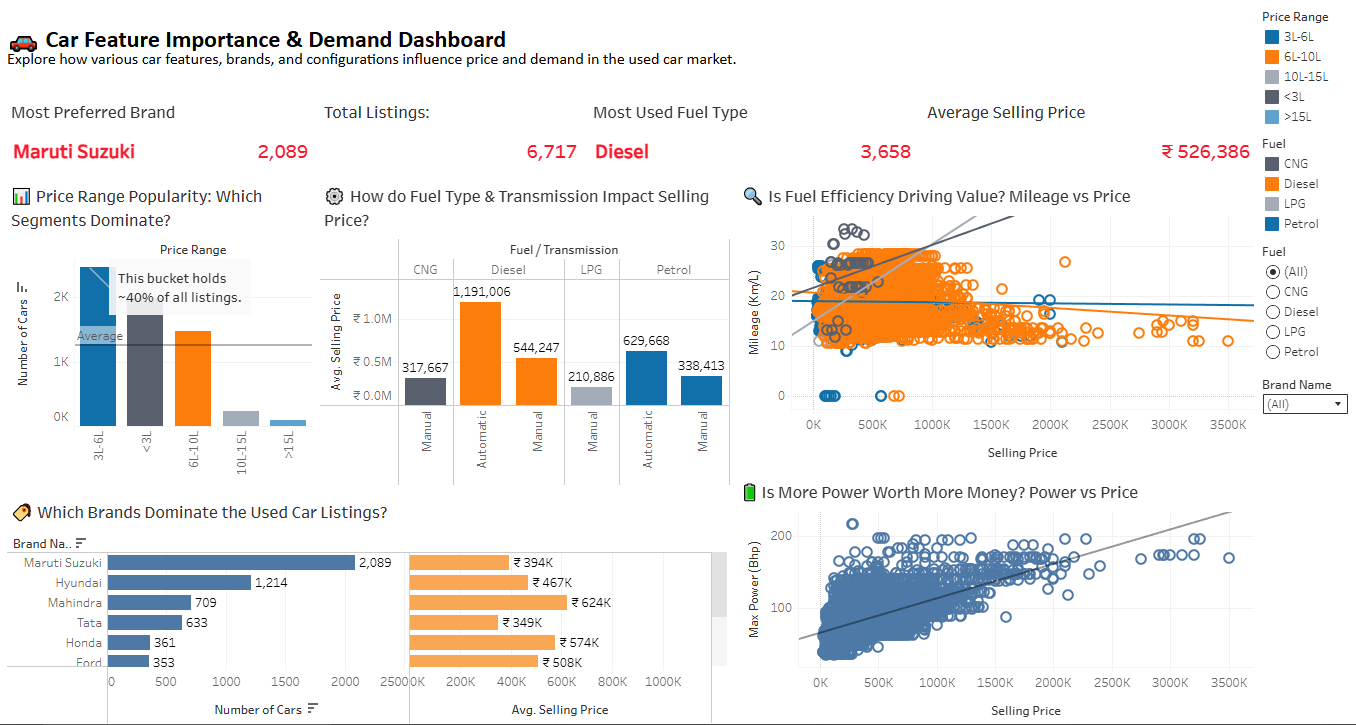 Car Feature Importance & Demand Dashboard
Explore how various car features, brands, and configurations influence price and demand in the used car market.
Most Preferred Brand
Maruti Suzuki 2,089
Total Listings:
6,717
Most Used Fuel Type
Diesel 3,658
Average Selling Price
₹ 526,386
Price Range Popularity: Which
Segments Dominate?
Price Range
This bucket holds
~40% of all listings.
Average
Number of Cars
2K
1K
0K
3L-6L
<3L
6L-10L
10L-15L
>15L
How do Fuel Type & Transmission Impact Selling
Price?
Fuel / Transmission
CNG Diesel LPG Petrol
Avg. Selling Price
₹ 1.0M
₹ 0.5M
₹ 0.0M
317,667
1,191,006
544,247
210,886
629,668
338,413
Manual
Automatic
Manual
Manual
Automatic
Manual
Is Fuel Efficiency Driving Value? Mileage vs Price
Mileage (Km/L)
30
20
10
0
0K 500K 1000K 1500K 2000K 2500K 3000K 3500K
Selling Price
Which Brands Dominate the Used Car Listings?
Brand Na..
Maruti Suzuki 2,089 ₹ 394K
Hyundai 1,214 ₹ 467K
Mahindra 709 ₹ 624K
Tata 633 ₹ 349K
Honda 361 ₹ 574K
Ford 353 ₹ 508K
0 500 1000 1500 2000 2500 0K 200K 400K 600K 800K 1000K
Number of Cars
Avg. Selling Price
Is More Power Worth More Money? Power vs Price
Max Power (Bhp)
200
100
0K 500K 1000K 1500K 2000K 2500K 3000K 3500K
Selling Price
Price Range
3L-6L
6L-10L
10L-15L
<3L
>15L
Fuel
CNG
Diesel
LPG
Petrol
Fuel
(All)
CNG
Diesel
LPG
Petrol
Brand Name
(All)